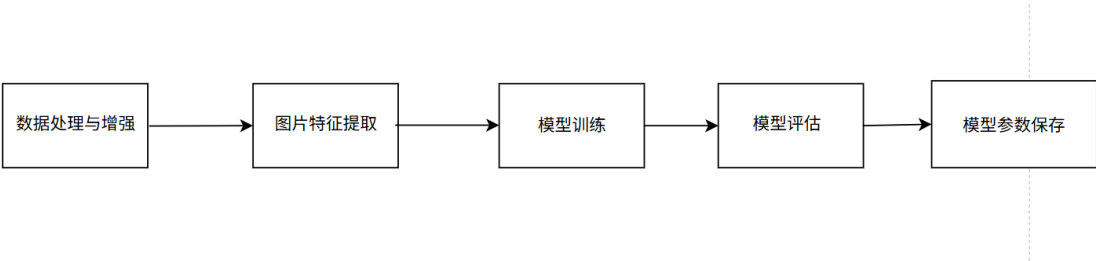 数据处理与增强
图片特征提取
模型训练
模型评估
模型参数保存